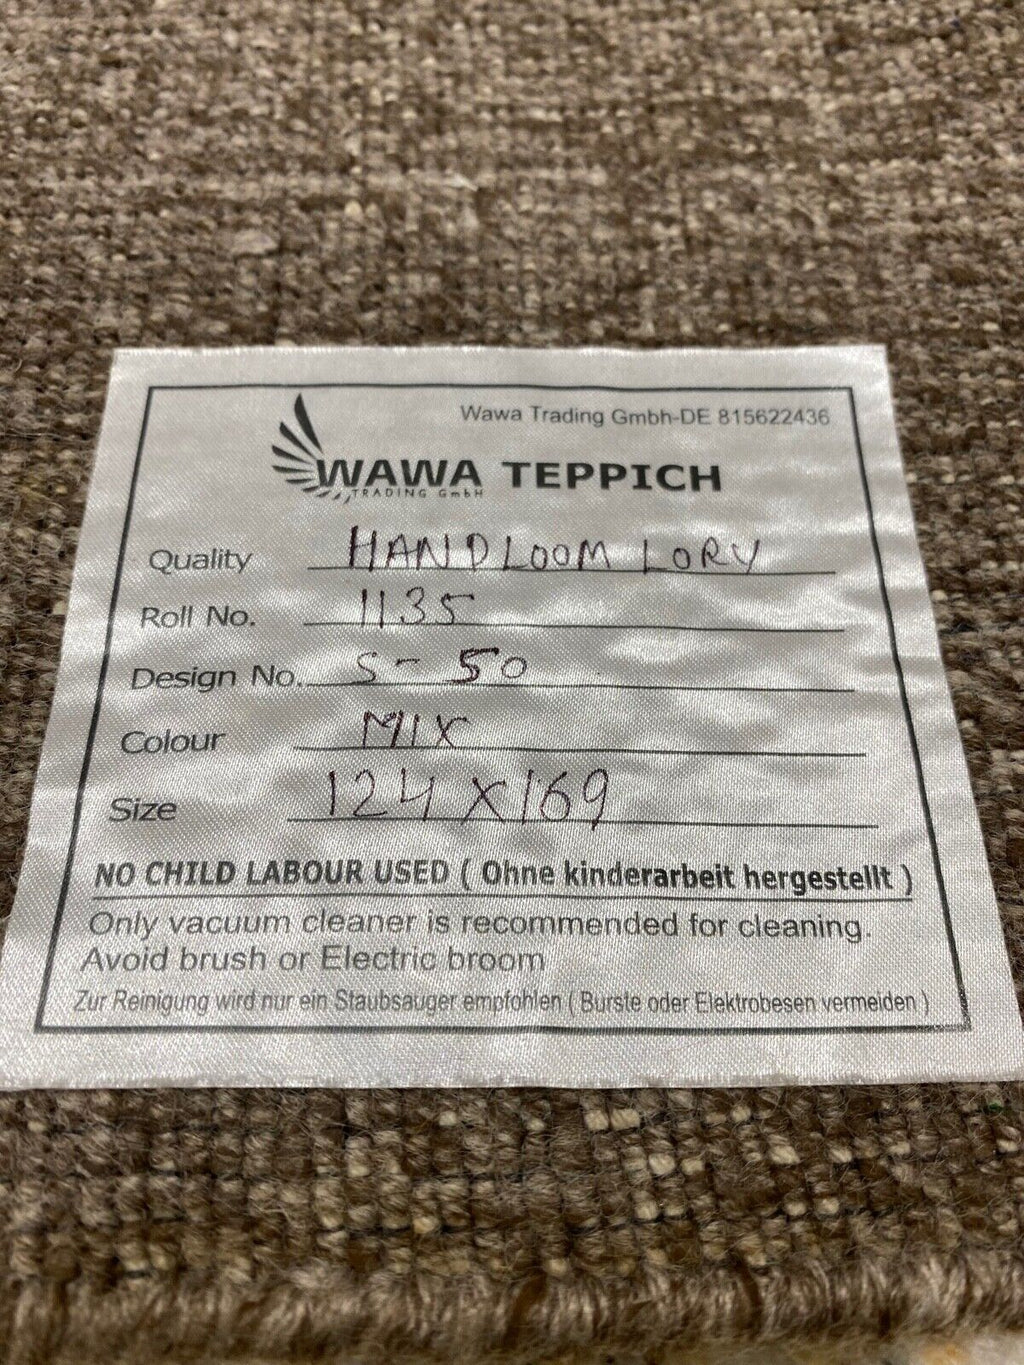 Wawa Trading Gmbh-DE 815622436
WAWA TEPPICH
TRADING GmbH
Quality HANDLOOM LORY
Roll No. 1135
Design No. S-50
Colour MIX
Size 124 X 169
NO CHILD LABOUR USED ( Ohne kinderarbeit hergestellt )
Only vacuum cleaner is recommended for cleaning.
Avoid brush or Electric broom
Zur Reinigung wird nur ein Staubsauger empfohlen ( Burste oder Elektrobesen vermeiden )